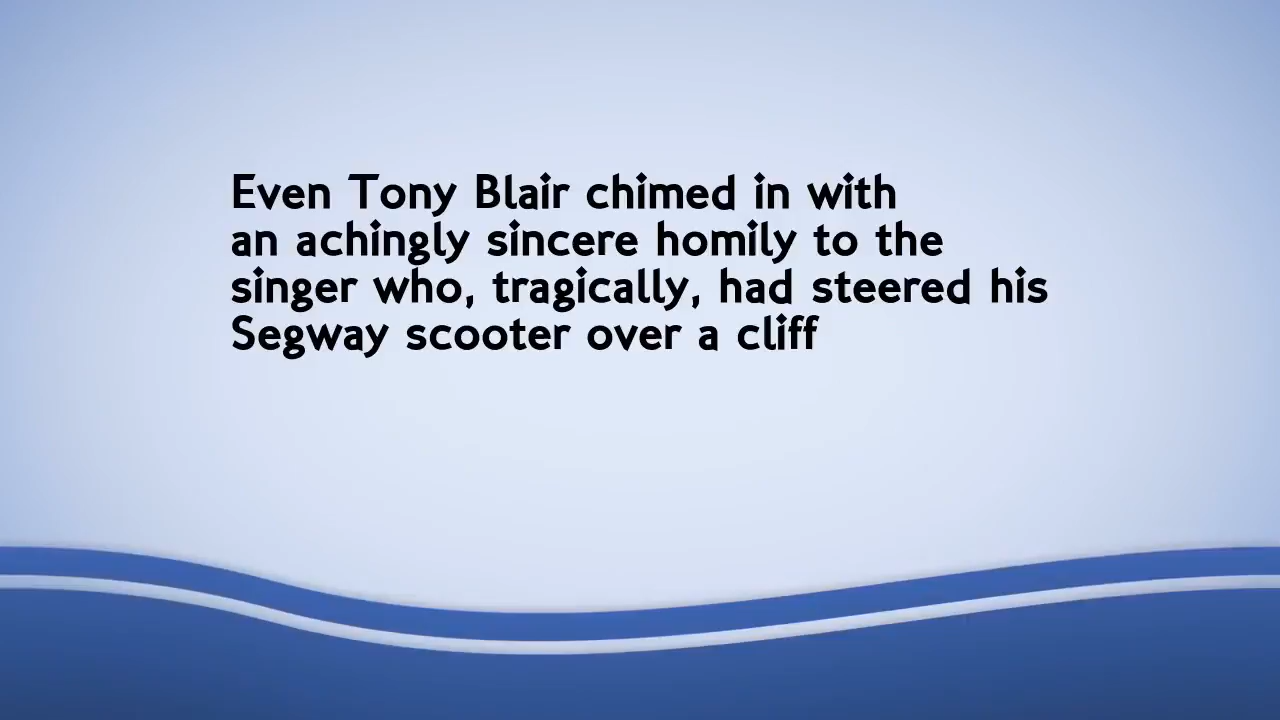 Even Tony Blair chimed in with
an achingly sincere homily to the
singer who, tragically, had steered his
Segway scooter over a cliff